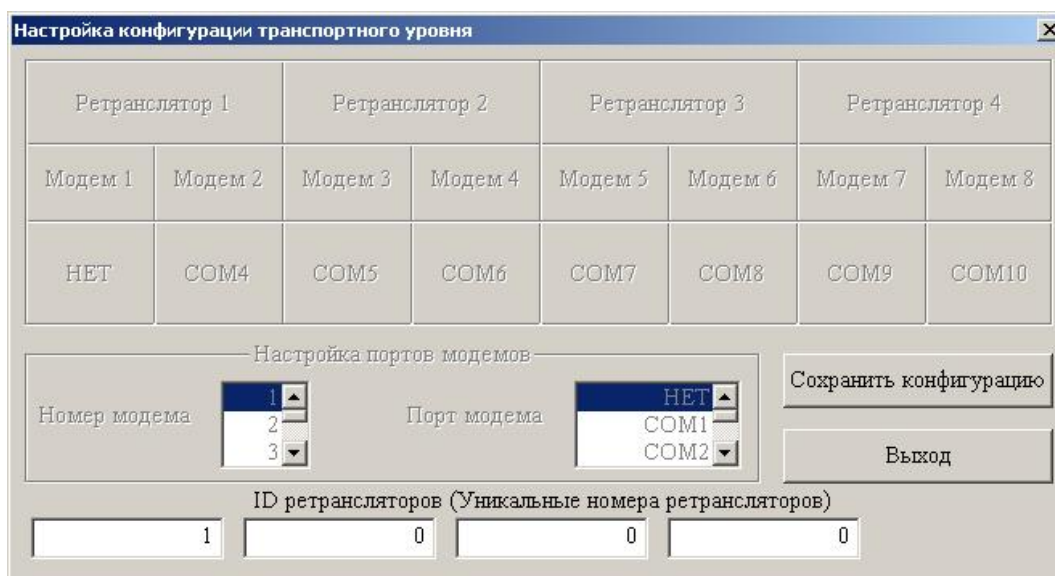 Настройка конфигурации транспортного уровня
Ретранслятор 1 Ретранслятор 2 Ретранслятор 3 Ретранслятор 4
Модем 1 Модем 2 Модем 3 Модем 4 Модем 5 Модем 6 Модем 7 Модем 8
НЕТ COM4 COM5 COM6 COM7 COM8 COM9 COM10
Настройка портов модемов
Номер модема
1
2
3
Порт модема
НЕТ
COM1
COM2
Сохранить конфигурацию
Выход
ID ретрансляторов (Уникальные номера ретрансляторов)
1 0 0 0